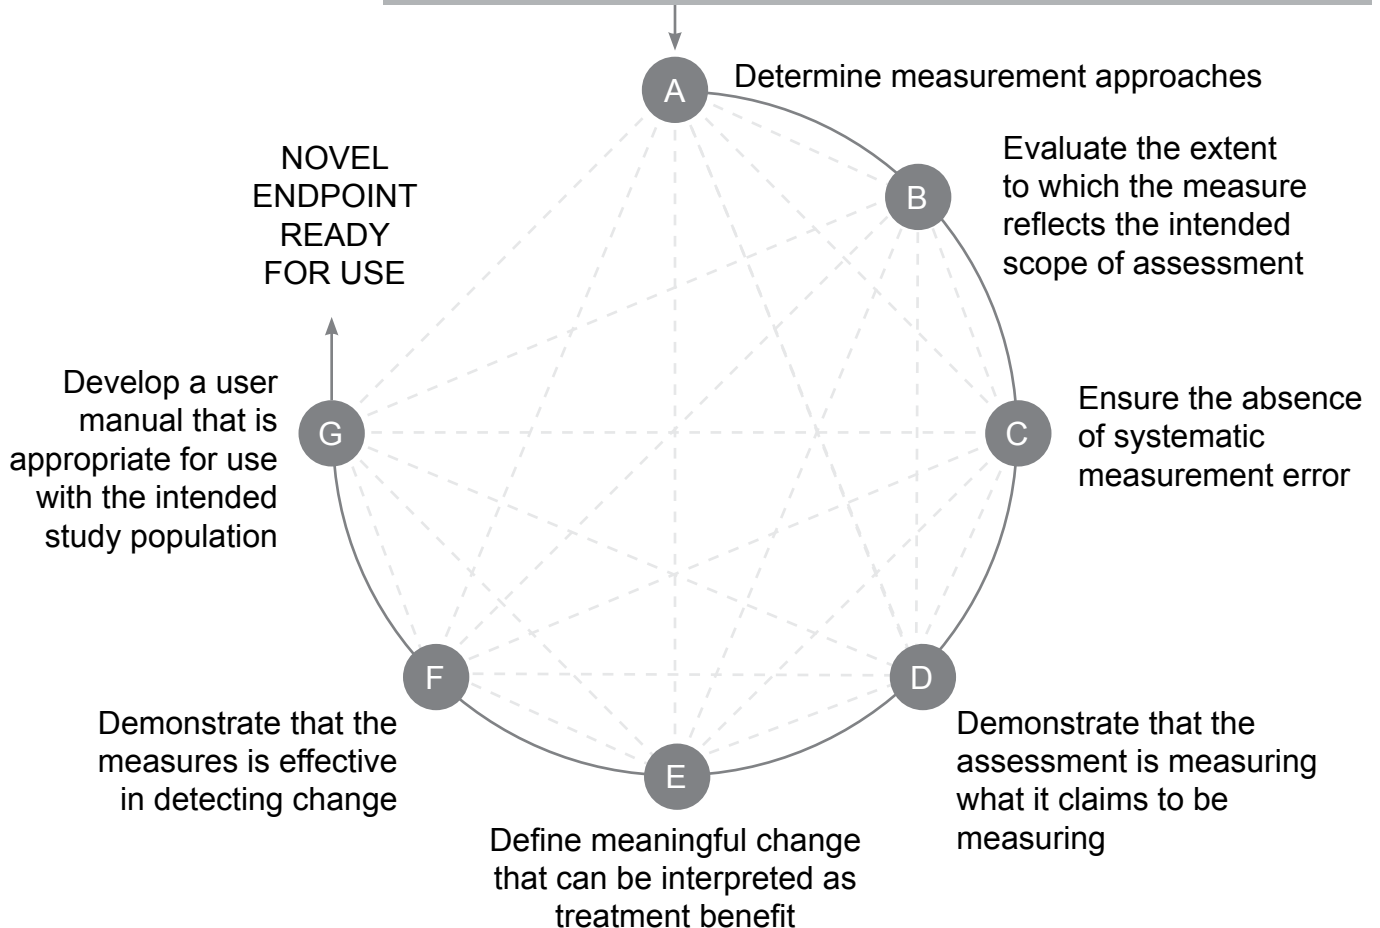 A
Determine measurement approaches
B
Evaluate the extent
to which the measure
reflects the intended
scope of assessment
C
Ensure the absence
of systematic
measurement error
D
Demonstrate that the
assessment is measuring
what it claims to be
measuring
E
Define meaningful change
that can be interpreted as
treatment benefit
F
Demonstrate that the
measures is effective
in detecting change
G
Develop a user
manual that is
appropriate for use
with the intended
study population
NOVEL
ENDPOINT
READY
FOR USE